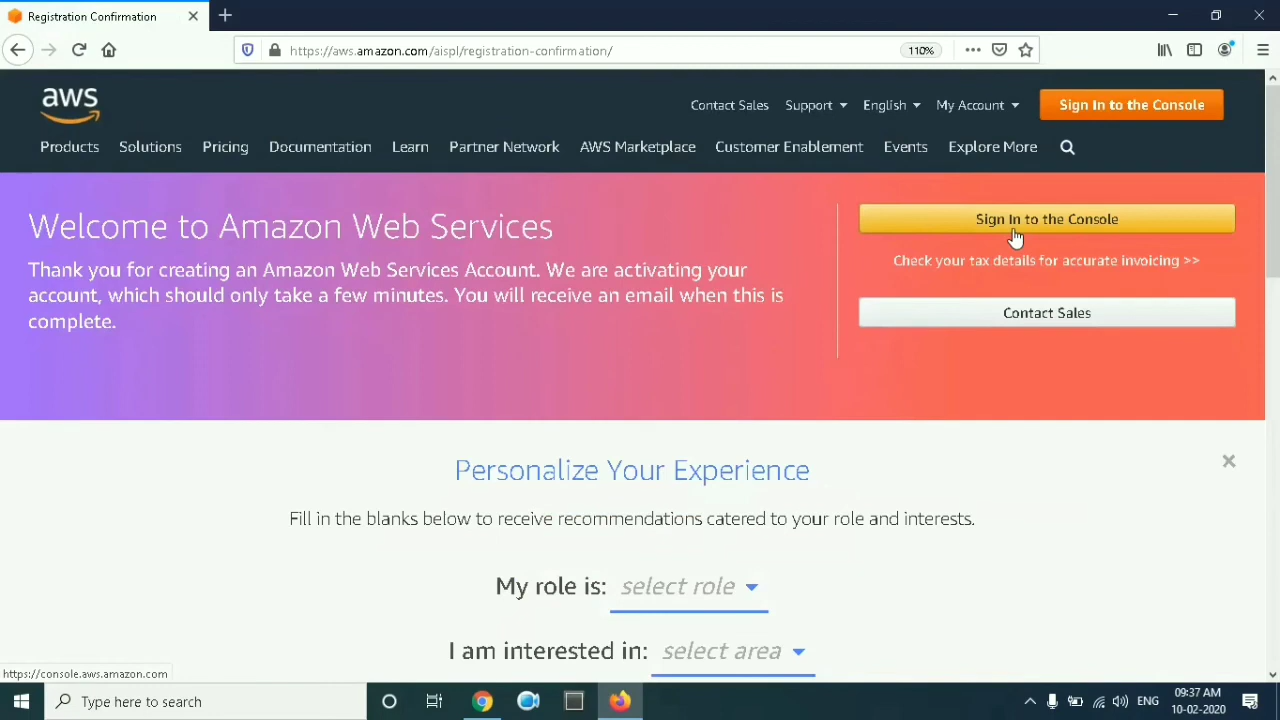 Registration Confirmation
https://aws.amazon.com/aispl/registration-confirmation/
110%
aws
Contact Sales
Support
English
My Account
Sign In to the Console
Products
Solutions
Pricing
Documentation
Learn
Partner Network
AWS Marketplace
Customer Enablement
Events
Explore More
Welcome to Amazon Web Services
Thank you for creating an Amazon Web Services Account. We are activating your
account, which should only take a few minutes. You will receive an email when this is
complete.
Sign In to the Console
Check your tax details for accurate invoicing >>
Contact Sales
Personalize Your Experience
Fill in the blanks below to receive recommendations catered to your role and interests.
My role is: select role
I am interested in: select area
https://console.aws.amazon.com
Type here to search
ENG
09:37 AM
10-02-2020